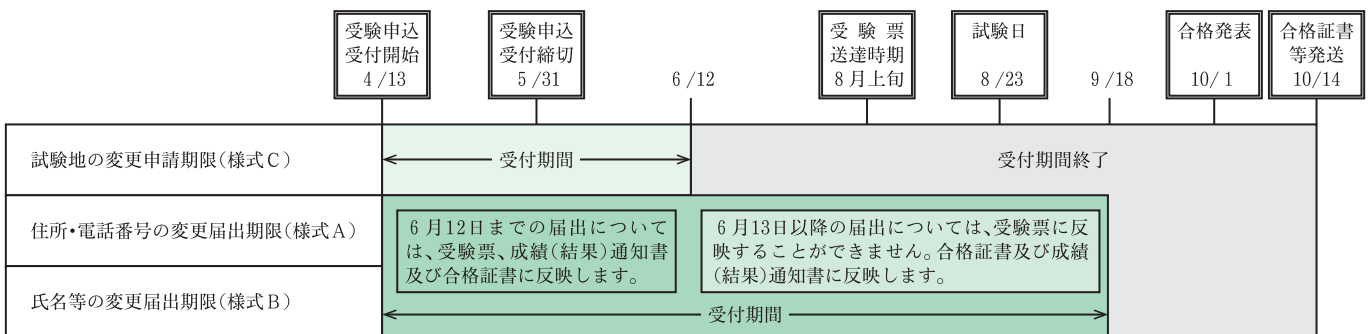 受験申込
受付開始
4/13
受験申込
受付締切
5/31
6/12
受験票
送達時期
8月上旬
試験日
8/23
9/18
合格発表
10/1
合格証書
等発送
10/14
試験地の変更申請期限(様式C)
受付期間
受付期間終了
住所・電話番号の変更届出期限(様式A)
6月12日までの届出について
は、受験票、成績(結果)通知書
及び合格証書に反映します。
6月13日以降の届出については、受験票に反
映することができません。合格証書及び成績
(結果)通知書に反映します。
氏名等の変更届出期限(様式B)
受付期間